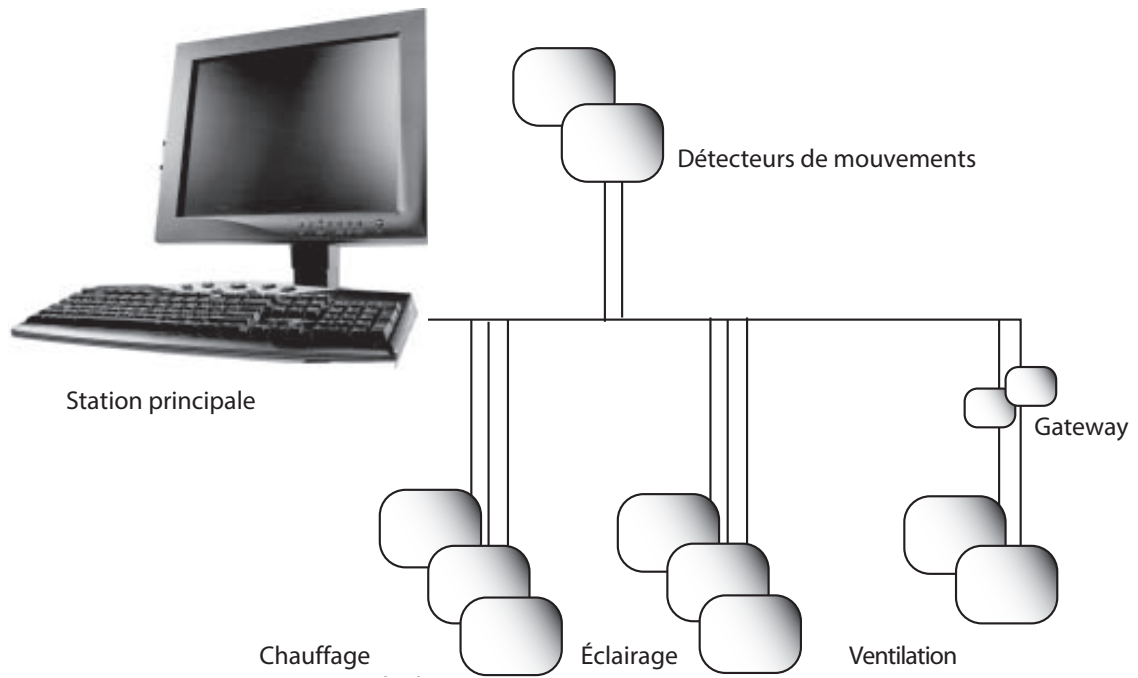 Détecteurs de mouvements
Station principale
Gateway
Chauffage
Éclairage
Ventilation